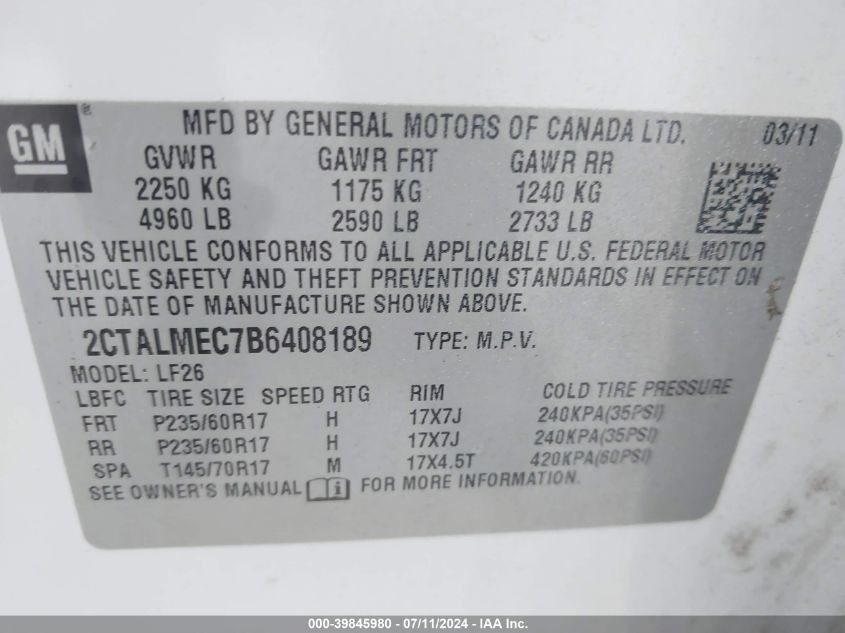 GM ®
MFD BY GENERAL MOTORS OF CANADA LTD. 03/11
GVWR GAWR FRT GAWR RR
2250 KG 1175 KG 1240 KG
4960 LB 2590 LB 2733 LB
THIS VEHICLE CONFORMS TO ALL APPLICABLE U.S. FEDERAL MOTOR
VEHICLE SAFETY AND THEFT PREVENTION STANDARDS IN EFFECT ON
THE DATE OF MANUFACTURE SHOWN ABOVE.
2CTALMEC7B6408189 TYPE: M.P.V.
MODEL: LF26
LBFC TIRE SIZE SPEED RTG RIM COLD TIRE PRESSURE
FRT P235/60R17 H 17X7J 240KPA(35PSI)
RR P235/60R17 H 17X7J 240KPA(35PSI)
SPA T145/70R17 M 17X4.5T 420KPA(60PSI)
SEE OWNER'S MANUAL i FOR MORE INFORMATION.
000-39845980 / 07/11/2024 - IAA Inc.